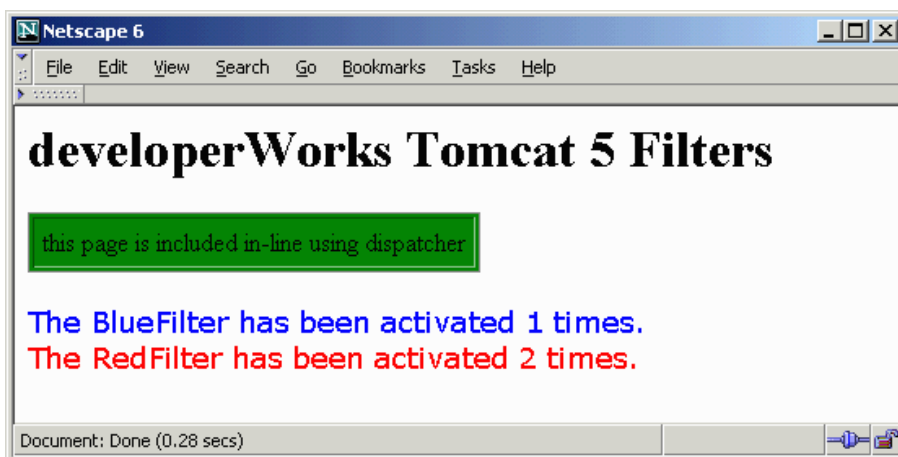 Netscape 6
File Edit View Search Go Bookmarks Tasks Help
developerWorks Tomcat 5 Filters
this page is included in-line using dispatcher
The BlueFilter has been activated 1 times.
The RedFilter has been activated 2 times.
Document: Done (0.28 secs)